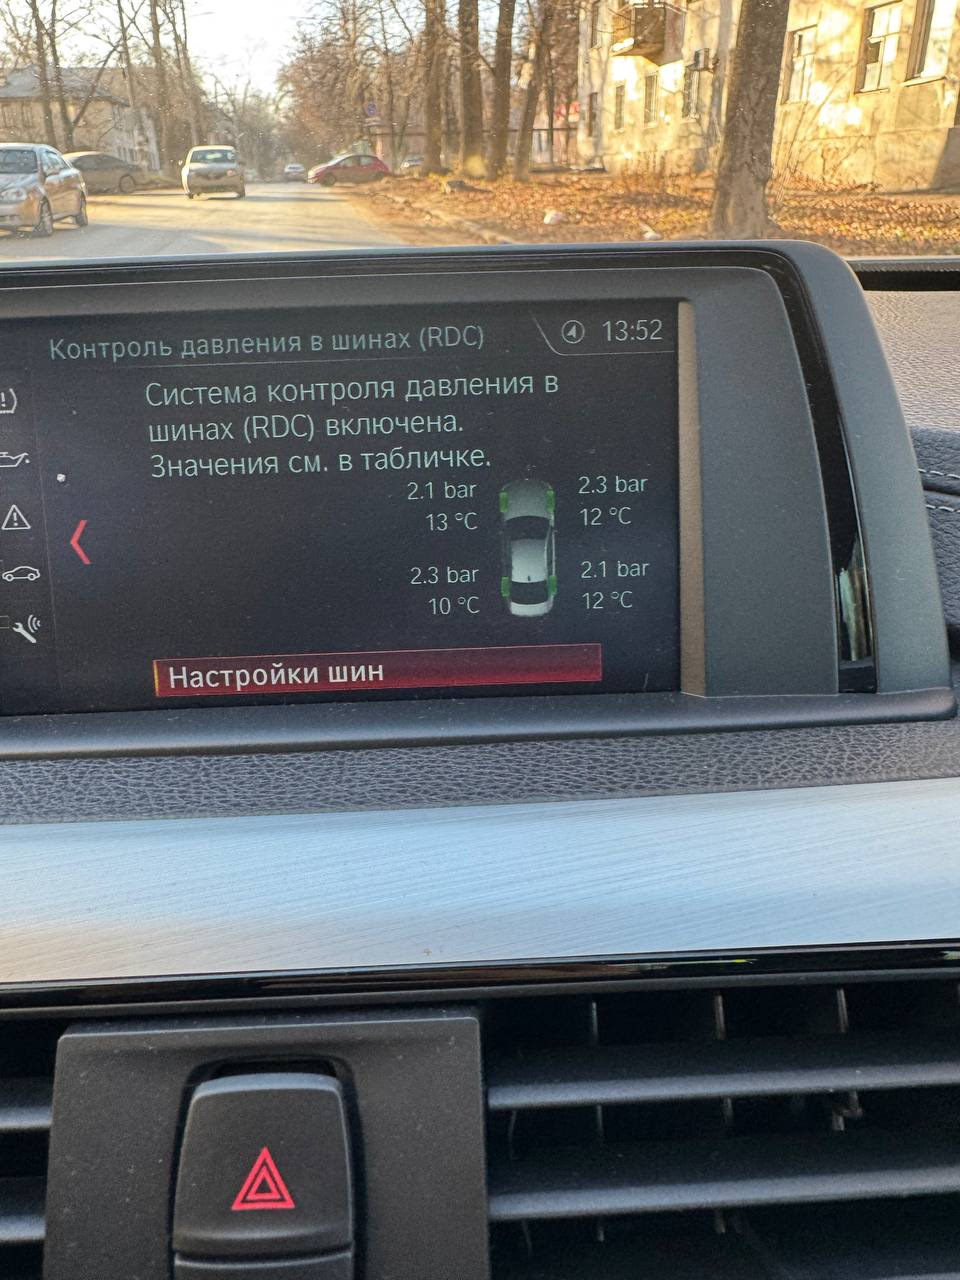 Контроль давления в шинах (RDC)
13:52
Система контроля давления в
шинах (RDC) включена.
Значения см. в табличке.
2.1 bar 2.3 bar
13 °C 12 °C
2.3 bar 2.1 bar
10 °C 12 °C
Настройки шин